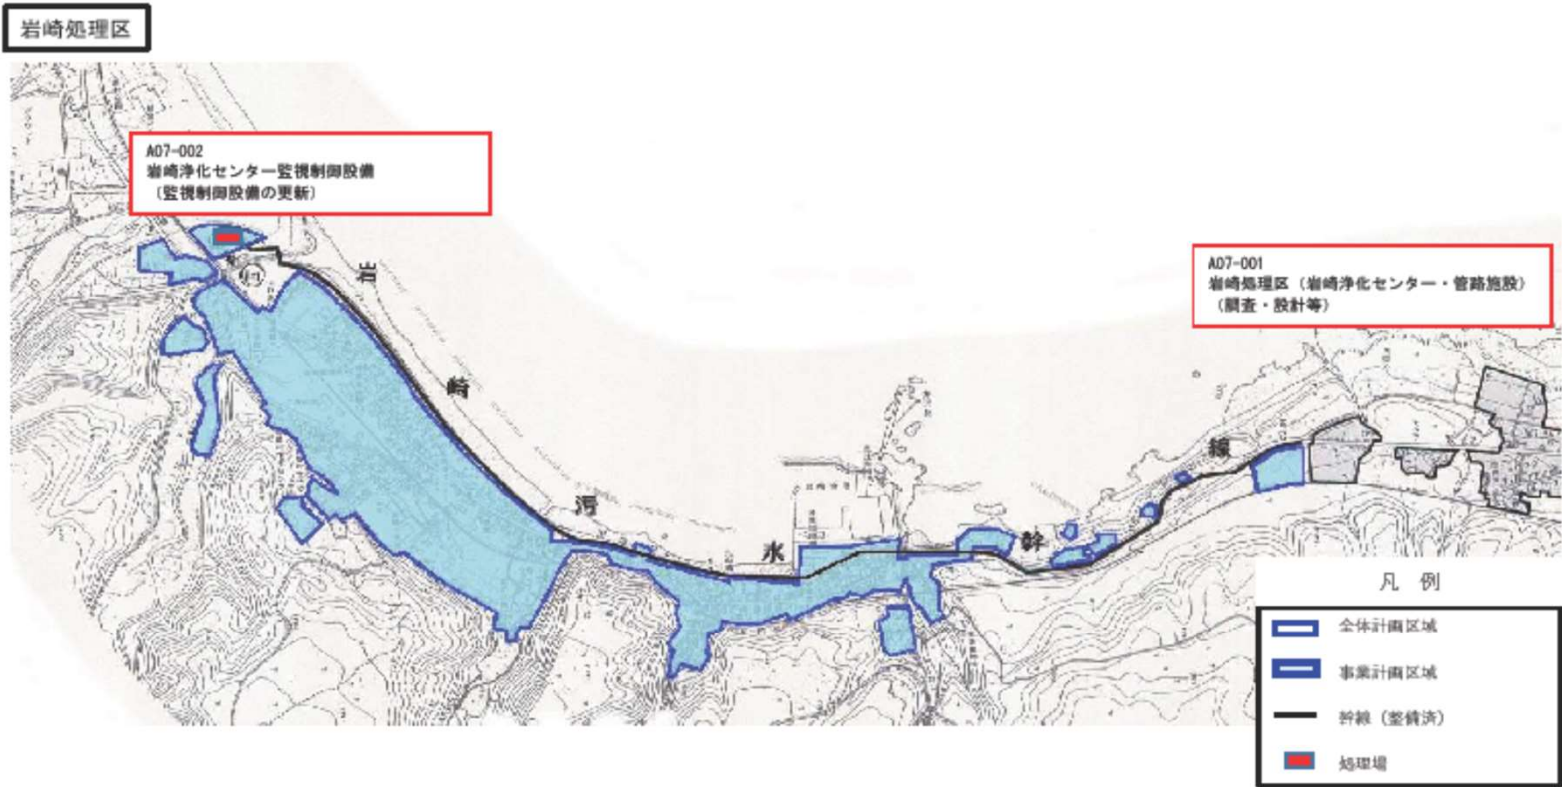 岩崎処理区
A07-002
岩崎浄化センター監視制御設備
（監視制御設備の更新）
A07-001
岩崎処理区（岩崎浄化センター・管路施設）
（調査・設計等）
岩
崎
汚
水
幹
線
凡 例
全体計画区域
事業計画区域
幹線（整備済）
処理場